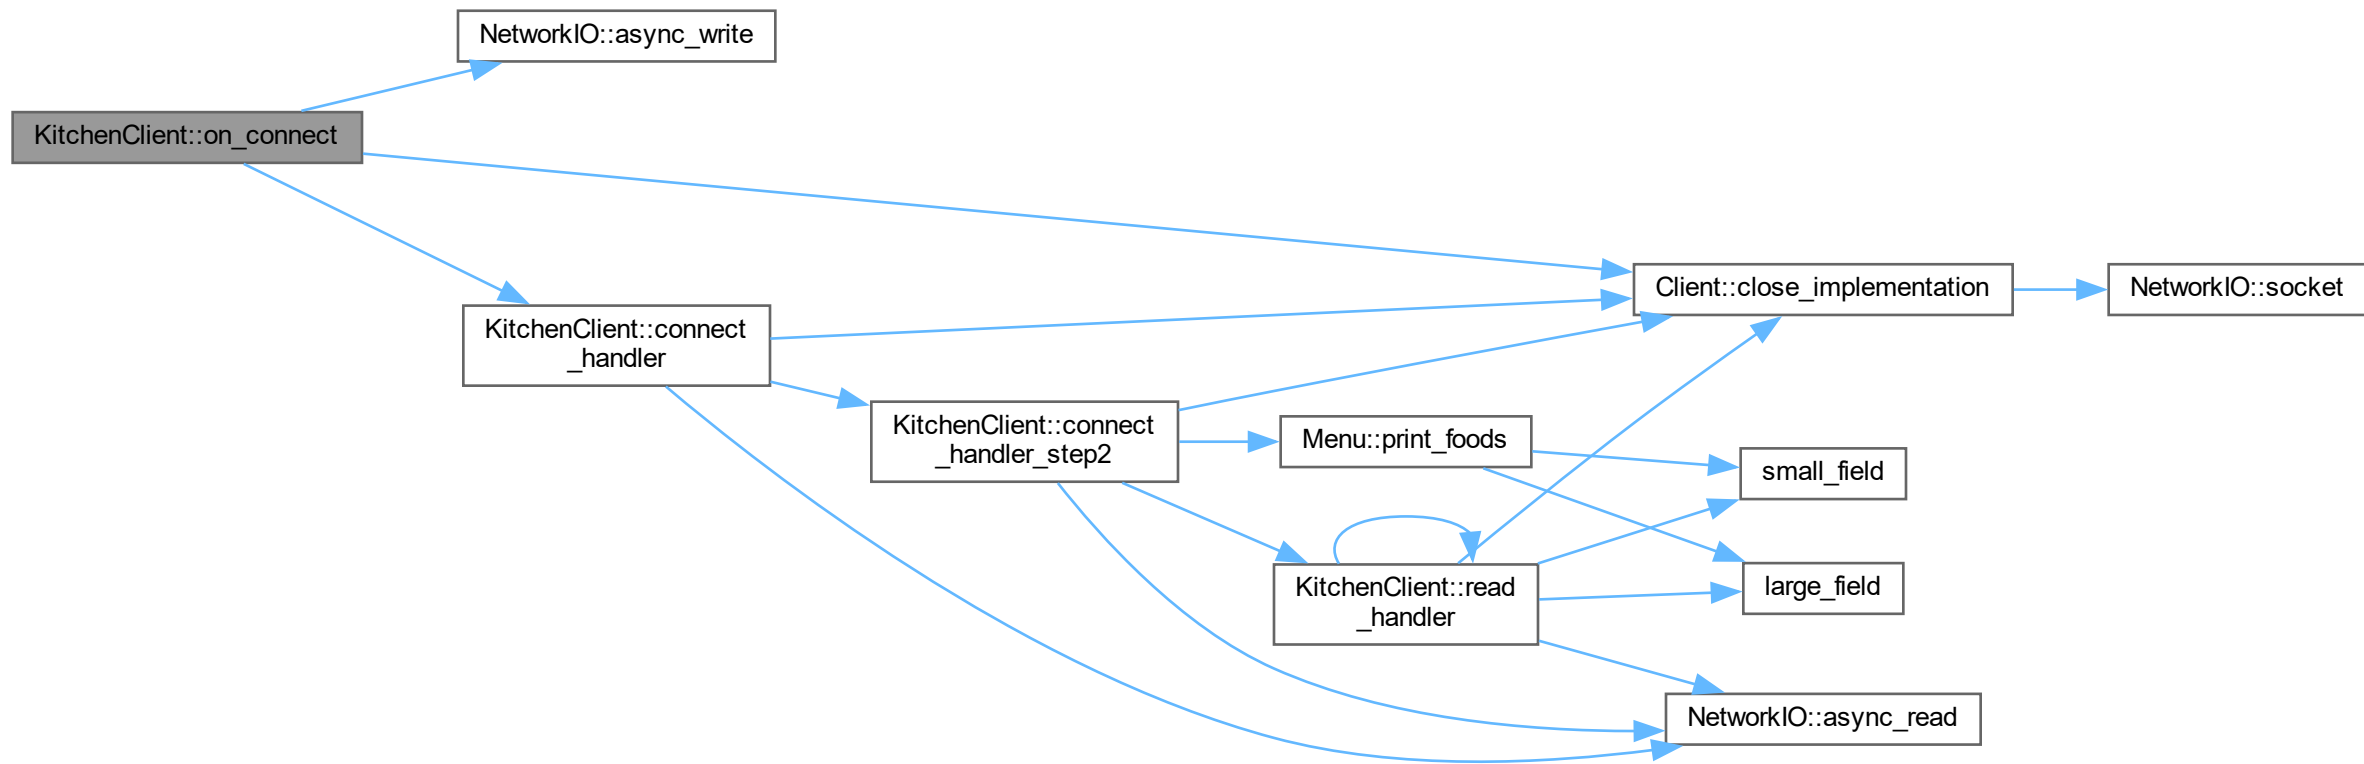 NetworkIO::async_write
KitchenClient::on_connect
Client::close_implementation
NetworkIO::socket
KitchenClient::connect
_handler
KitchenClient::connect
_handler_step2
Menu::print_foods
small_field
KitchenClient::read
_handler
large_field
NetworkIO::async_read